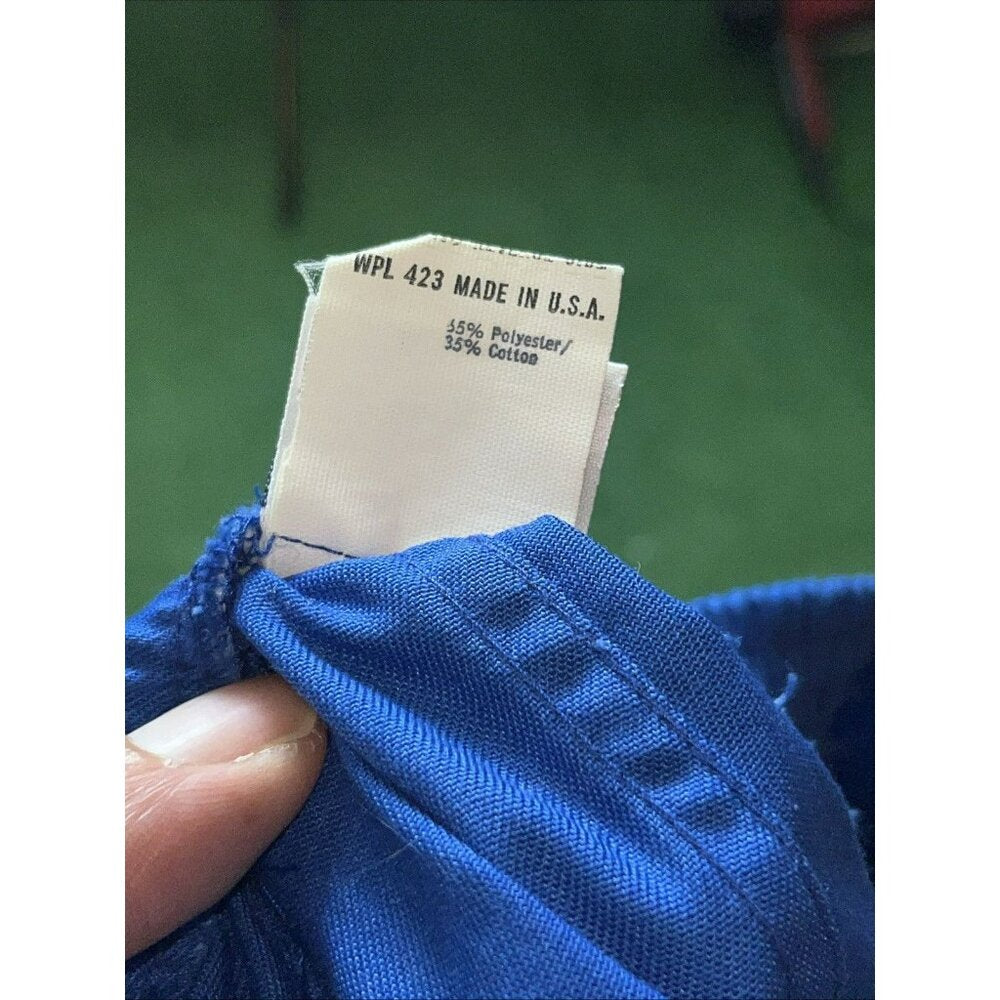 WPL 423 MADE IN U.S.A.
65% Polyester/
35% Cotton